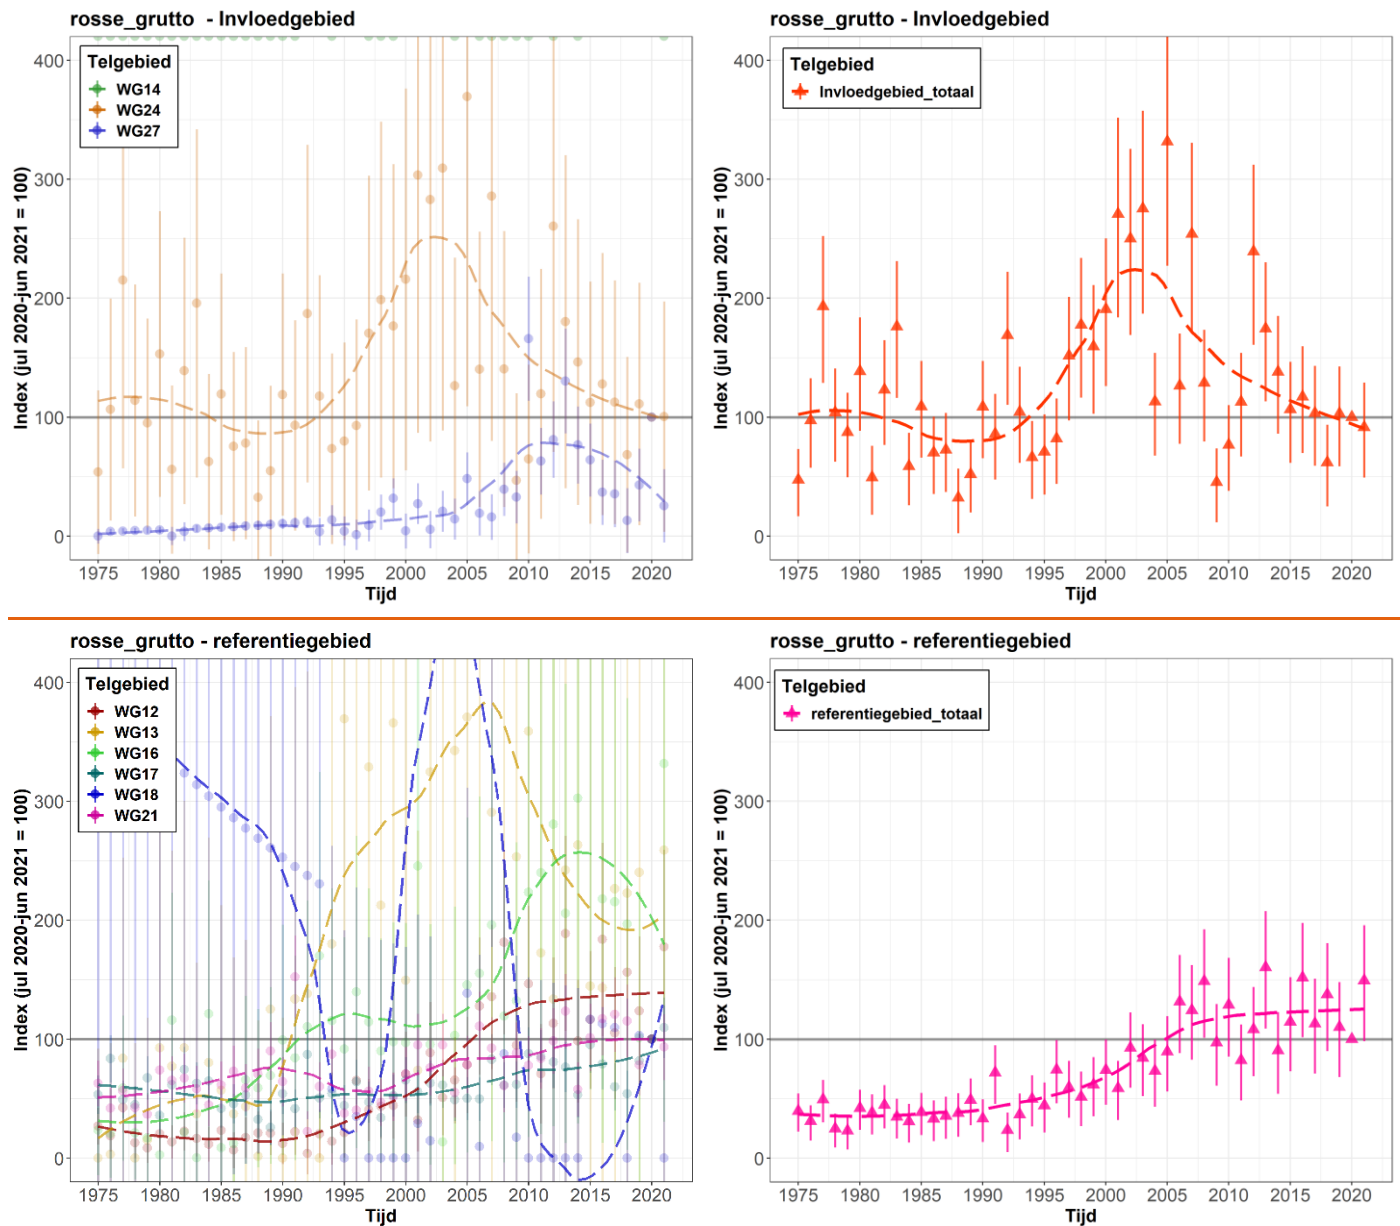 rosse_grutto - Invloedgebied
400
300
200
100
0
Index (jul 2020-jun 2021 = 100)
Telgebied
WG14
WG24
WG27
1975 1980 1985 1990 1995 2000 2005 2010 2015 2020
Tijd
rosse_grutto - Invloedgebied
400
300
200
100
0
Index (jul 2020-jun 2021 = 100)
Telgebied
Invloedgebied_totaal
1975 1980 1985 1990 1995 2000 2005 2010 2015 2020
Tijd
rosse_grutto - referentiegebied
400
300
200
100
0
Index (jul 2020-jun 2021 = 100)
Telgebied
WG12
WG13
WG16
WG17
WG18
WG21
1975 1980 1985 1990 1995 2000 2005 2010 2015 2020
Tijd
rosse_grutto - referentiegebied
400
300
200
100
0
Index (jul 2020-jun 2021 = 100)
Telgebied
referentiegebied_totaal
1975 1980 1985 1990 1995 2000 2005 2010 2015 2020
Tijd